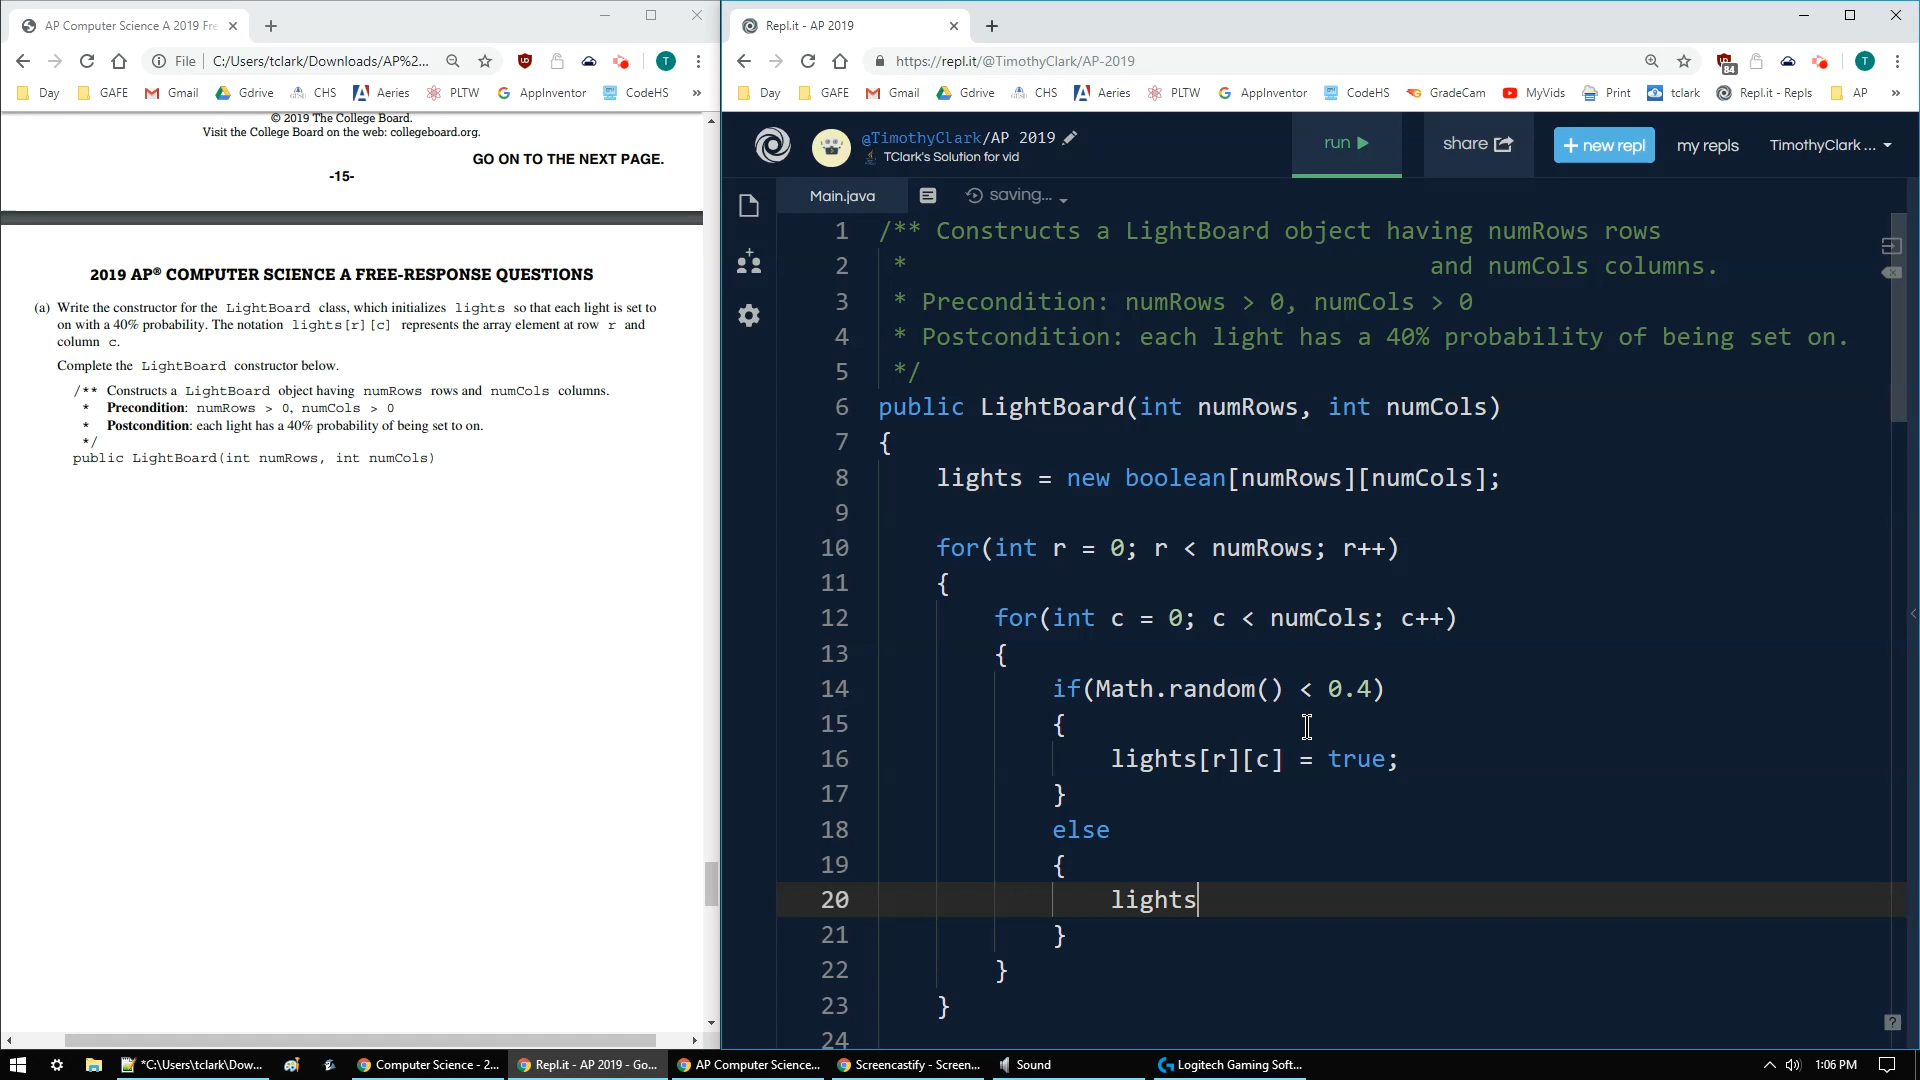 AP Computer Science A 2019 Fre
File
C:/Users/tclark/Downloads/AP%2...
T
Day
GAFE
Gmail
Gdrive
CHS
Aeries
PLTW
AppInventor
CodeHS
»
© 2019 The College Board.
Visit the College Board on the web: collegeboard.org.
GO ON TO THE NEXT PAGE.
-15-
2019 AP® COMPUTER SCIENCE A FREE-RESPONSE QUESTIONS
(a) Write the constructor for the LightBoard class, which initializes lights so that each light is set to
on with a 40% probability. The notation lights[r][c] represents the array element at row r and
column c.
Complete the LightBoard constructor below.
/** Constructs a LightBoard object having numRows rows and numCols columns.
* Precondition: numRows > 0, numCols > 0
* Postcondition: each light has a 40% probability of being set to on.
*/
public LightBoard(int numRows, int numCols)
Repl.it - AP 2019
https://repl.it/@TimothyClark/AP-2019
84
T
Day
GAFE
Gmail
Gdrive
CHS
Aeries
PLTW
AppInventor
CodeHS
GradeCam
MyVids
Print
tclark
Repl.it - Repls
AP
»
@TimothyClark/AP 2019
TClark's Solution for vid
run
share
+ new repl
my repls
TimothyClark ...
Main.java
saving...
1 /** Constructs a LightBoard object having numRows rows
2 * and numCols columns.
3 * Precondition: numRows > 0, numCols > 0
4 * Postcondition: each light has a 40% probability of being set on.
5 */
6 public LightBoard(int numRows, int numCols)
7 {
8 lights = new boolean[numRows][numCols];
9
10 for(int r = 0; r < numRows; r++)
11 {
12 for(int c = 0; c < numCols; c++)
13 {
14 if(Math.random() < 0.4)
15 {
16 lights[r][c] = true;
17 }
18 else
19 {
20 lights
21 }
22 }
23 }
24
?
*C:\Users\tclark\Dow...
Computer Science - 2...
Repl.it - AP 2019 - Go...
AP Computer Science...
Screencastify - Screen...
Sound
Logitech Gaming Soft...
1:06 PM